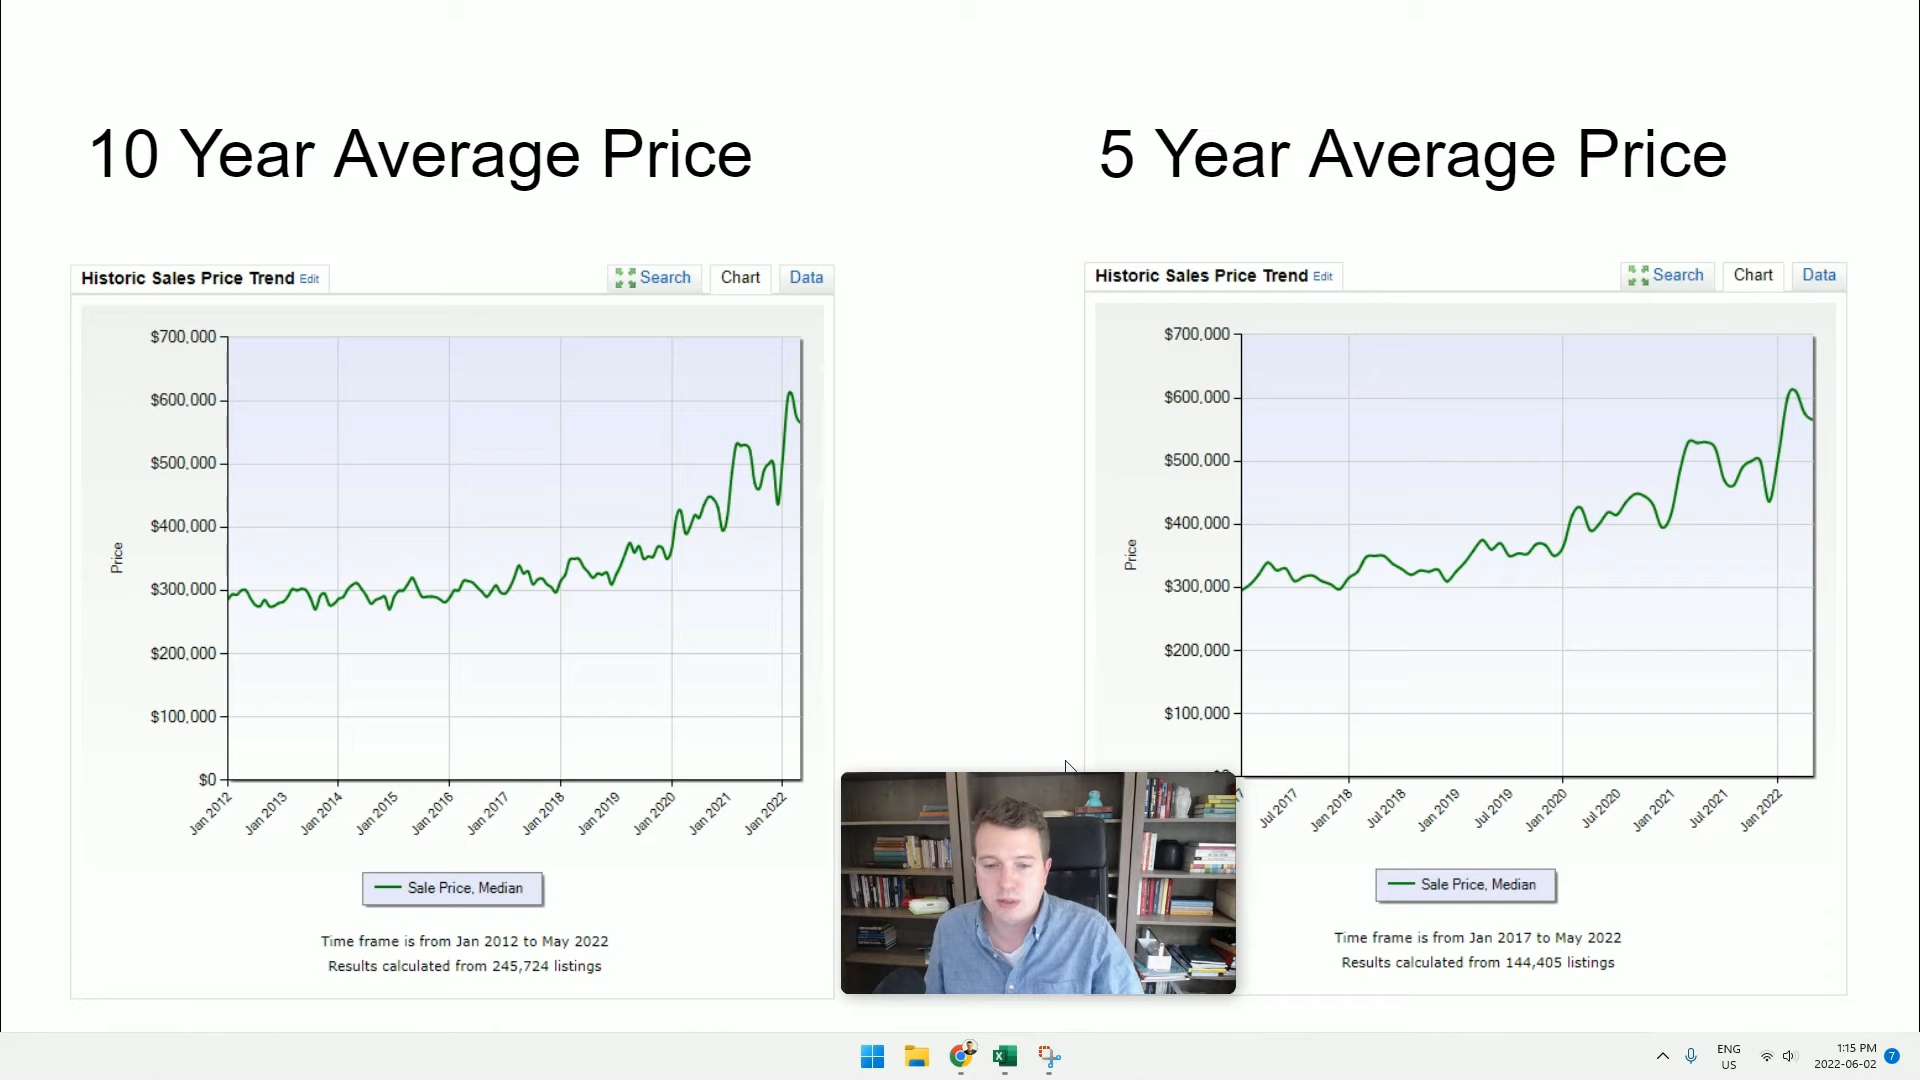 10 Year Average Price
Historic Sales Price Trend Edit
Search
Chart
Data
$700,000
$600,000
$500,000
$400,000
$300,000
$200,000
$100,000
$0
Price
Jan 2012
Jan 2013
Jan 2014
Jan 2015
Jan 2016
Jan 2017
Jan 2018
Jan 2019
Jan 2020
Jan 2021
Jan 2022
Sale Price, Median
Time frame is from Jan 2012 to May 2022
Results calculated from 245,724 listings
5 Year Average Price
Historic Sales Price Trend Edit
Search
Chart
Data
$700,000
$600,000
$500,000
$400,000
$300,000
$200,000
$100,000
Price
Jul 2017
Jan 2018
Jul 2018
Jan 2019
Jul 2019
Jan 2020
Jul 2020
Jan 2021
Jul 2021
Jan 2022
Sale Price, Median
Time frame is from Jan 2017 to May 2022
Results calculated from 144,405 listings
ENG
US
1:15 PM
2022-06-02
7